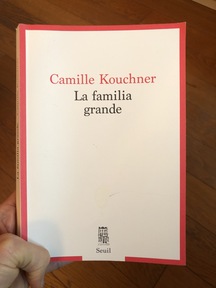 Camille Kouchner
La familia
grande
Seuil